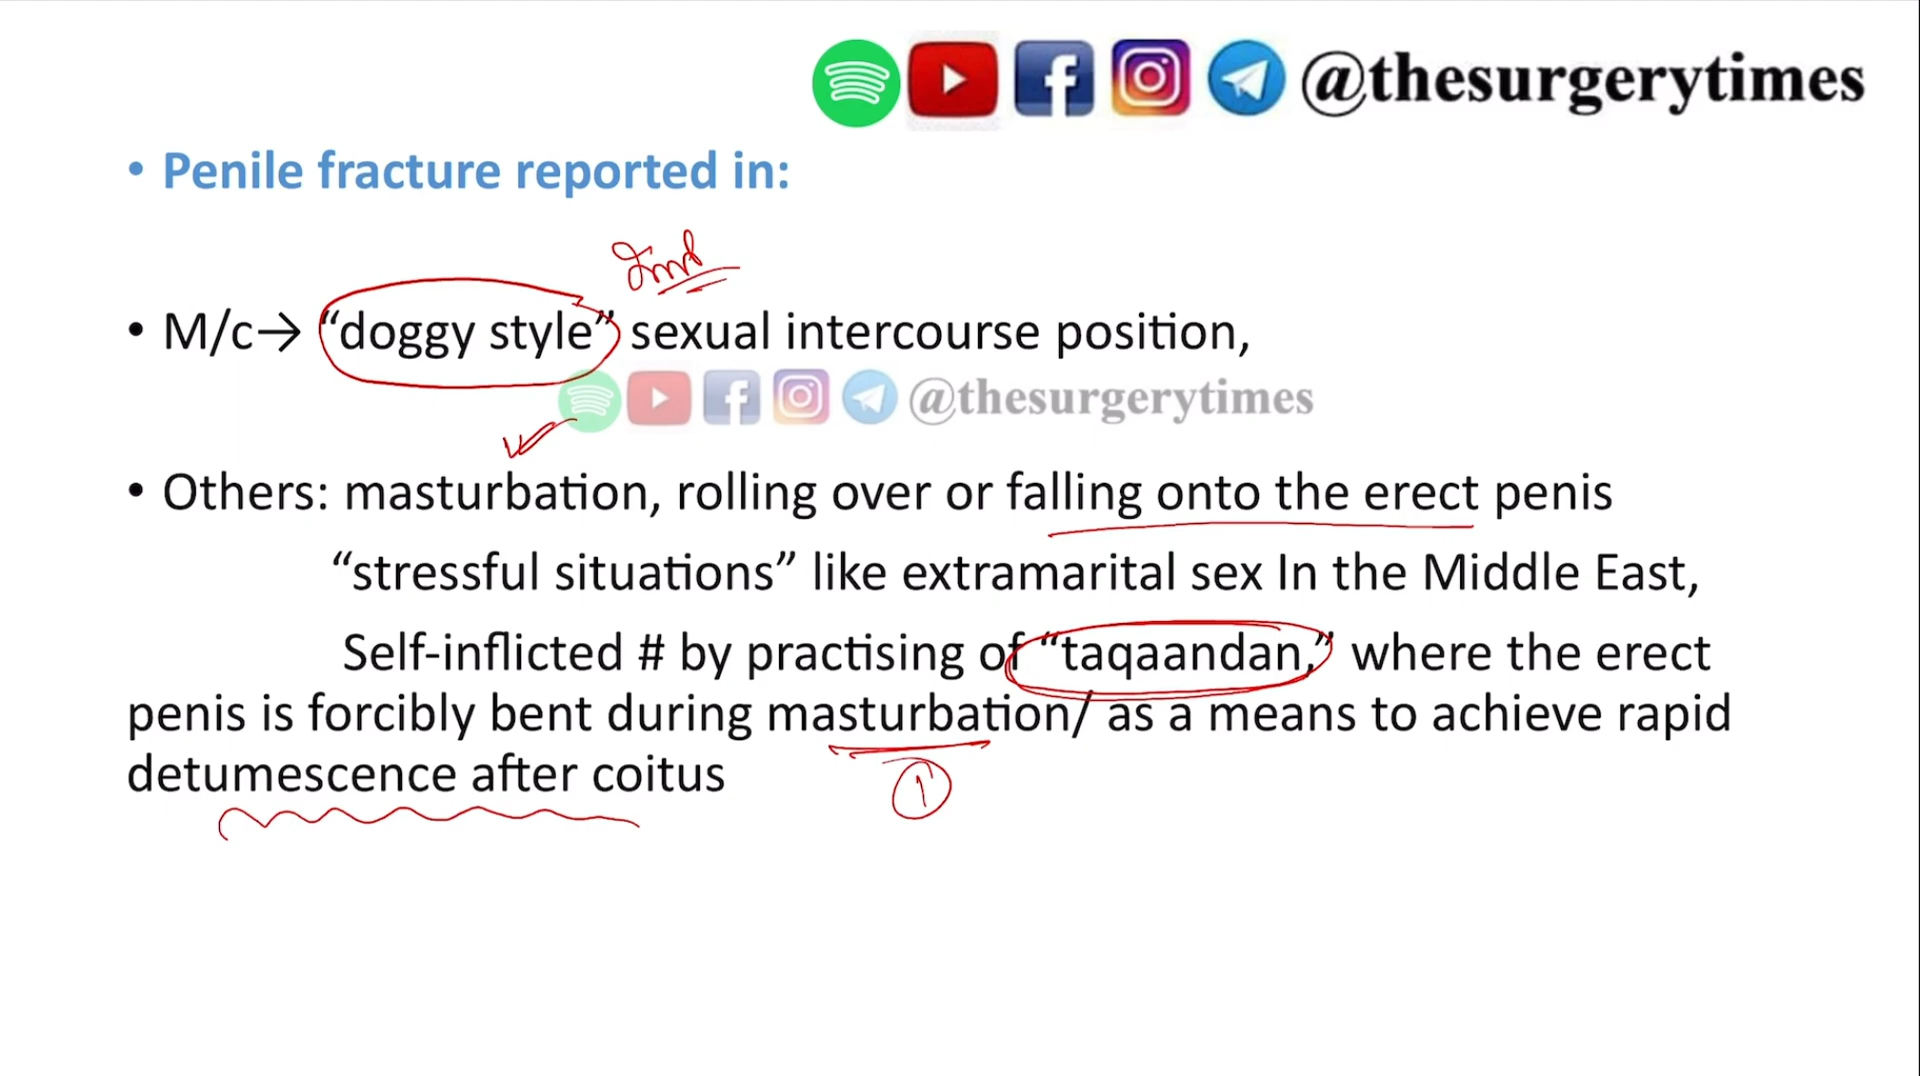 @thesurgerytimes
• Penile fracture reported in:
• M/c→ “doggy style” sexual intercourse position,
@thesurgerytimes
• Others: masturbation, rolling over or falling onto the erect penis
“stressful situations” like extramarital sex In the Middle East,
Self-inflicted # by practising of “taqaandan,” where the erect
penis is forcibly bent during masturbation/ as a means to achieve rapid
detumescence after coitus
1